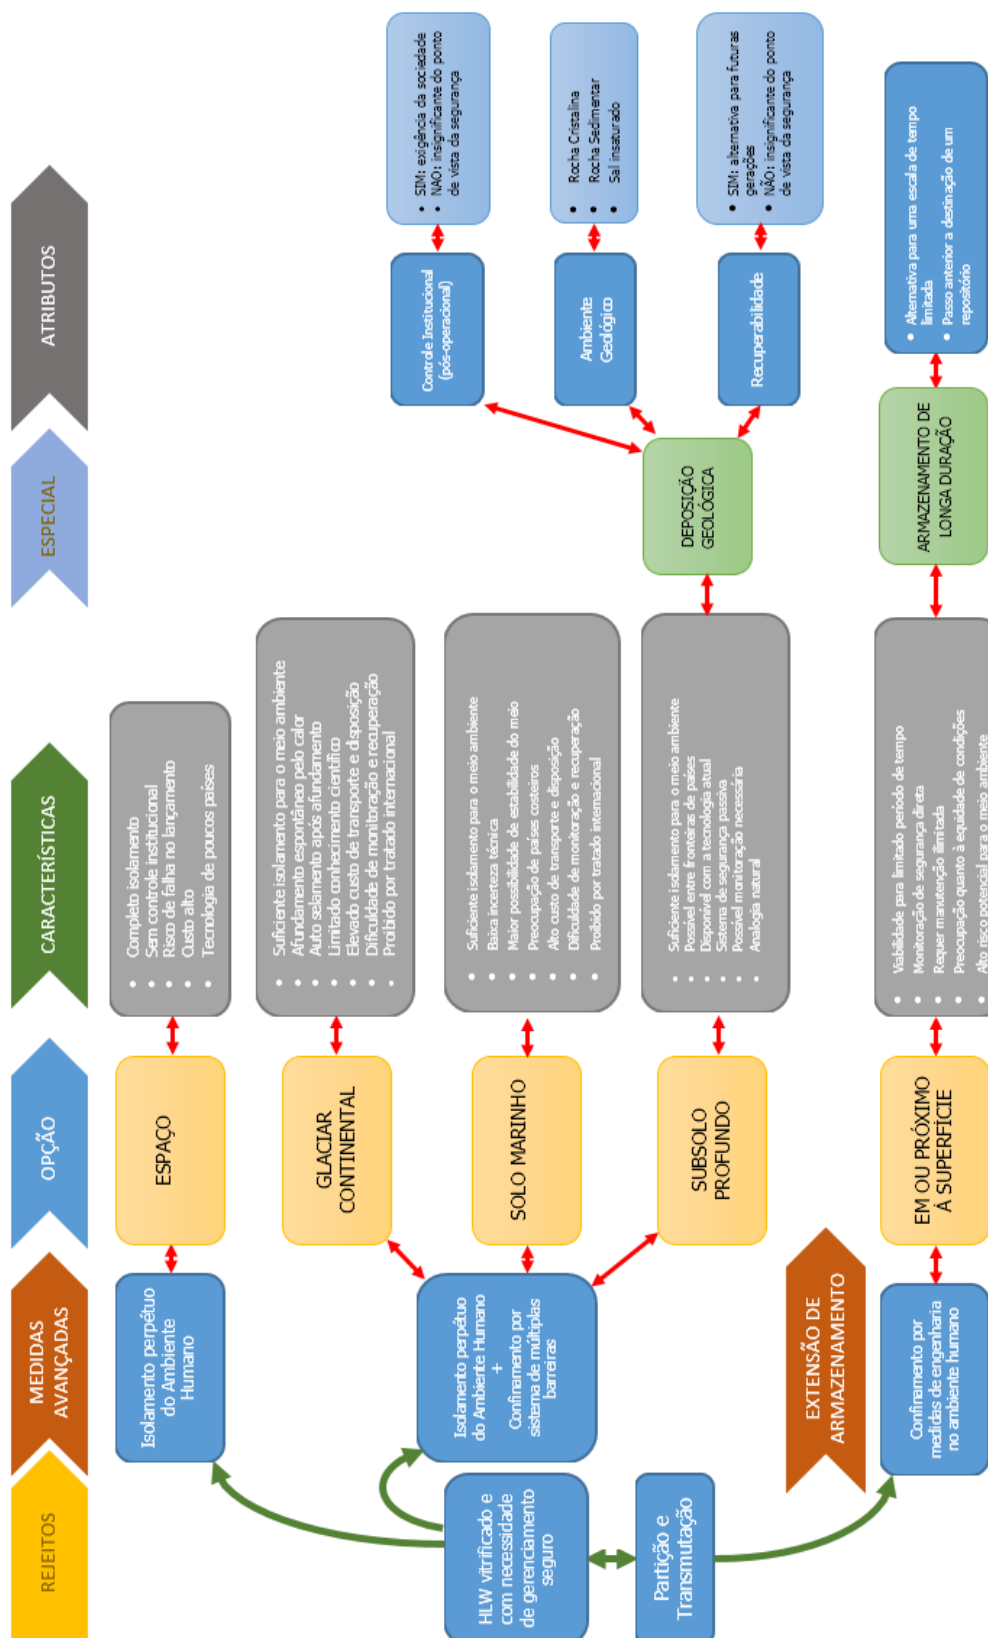 REJEITOS
MEDIDAS
AVANÇADAS
OPÇÃO
CARACTERÍSTICAS
ESPECIAL
ATRIBUTOS
HLW vitrificado e
com necessidade
de gerenciamento
seguro
Partição e
Transmutação
Isolamento perpétuo
do Ambiente
Humano
ESPAÇO
• Completo isolamento
• Sem controle institucional
• Risco de falha no lançamento
• Custo alto
• Tecnologia de poucos países
Isolamento perpétuo
do Ambiente Humano
+
Confinamento por
sistema de múltiplas
barreiras
GLACIAR
CONTINENTAL
• Suficiente isolamento para o meio ambiente
• Afundamento espontâneo pelo calor
• Auto selamento após afundamento
• Limitado conhecimento científico
• Elevado custo de transporte e disposição
• Dificuldade de monitoração e recuperação
• Proibido por tratado internacional
SOLO MARINHO
• Suficiente isolamento para o meio ambiente
• Baixa incerteza técnica
• Maior possibilidade de estabilidade do meio
• Preocupação de países costeiros
• Alto custo de transporte e disposição
• Dificuldade de monitoração e recuperação
• Proibido por tratado internacional
SUBSOLO
PROFUNDO
• Suficiente isolamento para o meio ambiente
• Possível entre fronteiras de países
• Disponível com a tecnologia atual
• Sistema de segurança passiva
• Possível monitoração necessária
• Analogia natural
DEPOSIÇÃO
GEOLÓGICA
Controle Institucional
(pós-operacional)
• SIM: exigência da sociedade
• NÃO: insignificante do ponto
de vista da segurança
Ambiente
Geológico
• Rocha Cristalina
• Rocha Sedimentar
• Sal insaturado
Recuperabilidade
• SIM: alternativa para futuras
gerações
• NÃO: insignificante do ponto
de vista da segurança
EXTENSÃO DE
ARMAZENAMENTO
Confinamento por
medidas de engenharia
no ambiente humano
EM OU PRÓXIMO
À SUPERFÍCIE
• Viabilidade para limitado período de tempo
• Monitoração de segurança direta
• Requer manutenção ilimitada
• Preocupação quanto à equidade de condições
• Alto risco potencial para o meio ambiente
ARMAZENAMENTO DE
LONGA DURAÇÃO
• Alternativa para uma escala de tempo
limitada
• Passo anterior a destinação de um
repositório